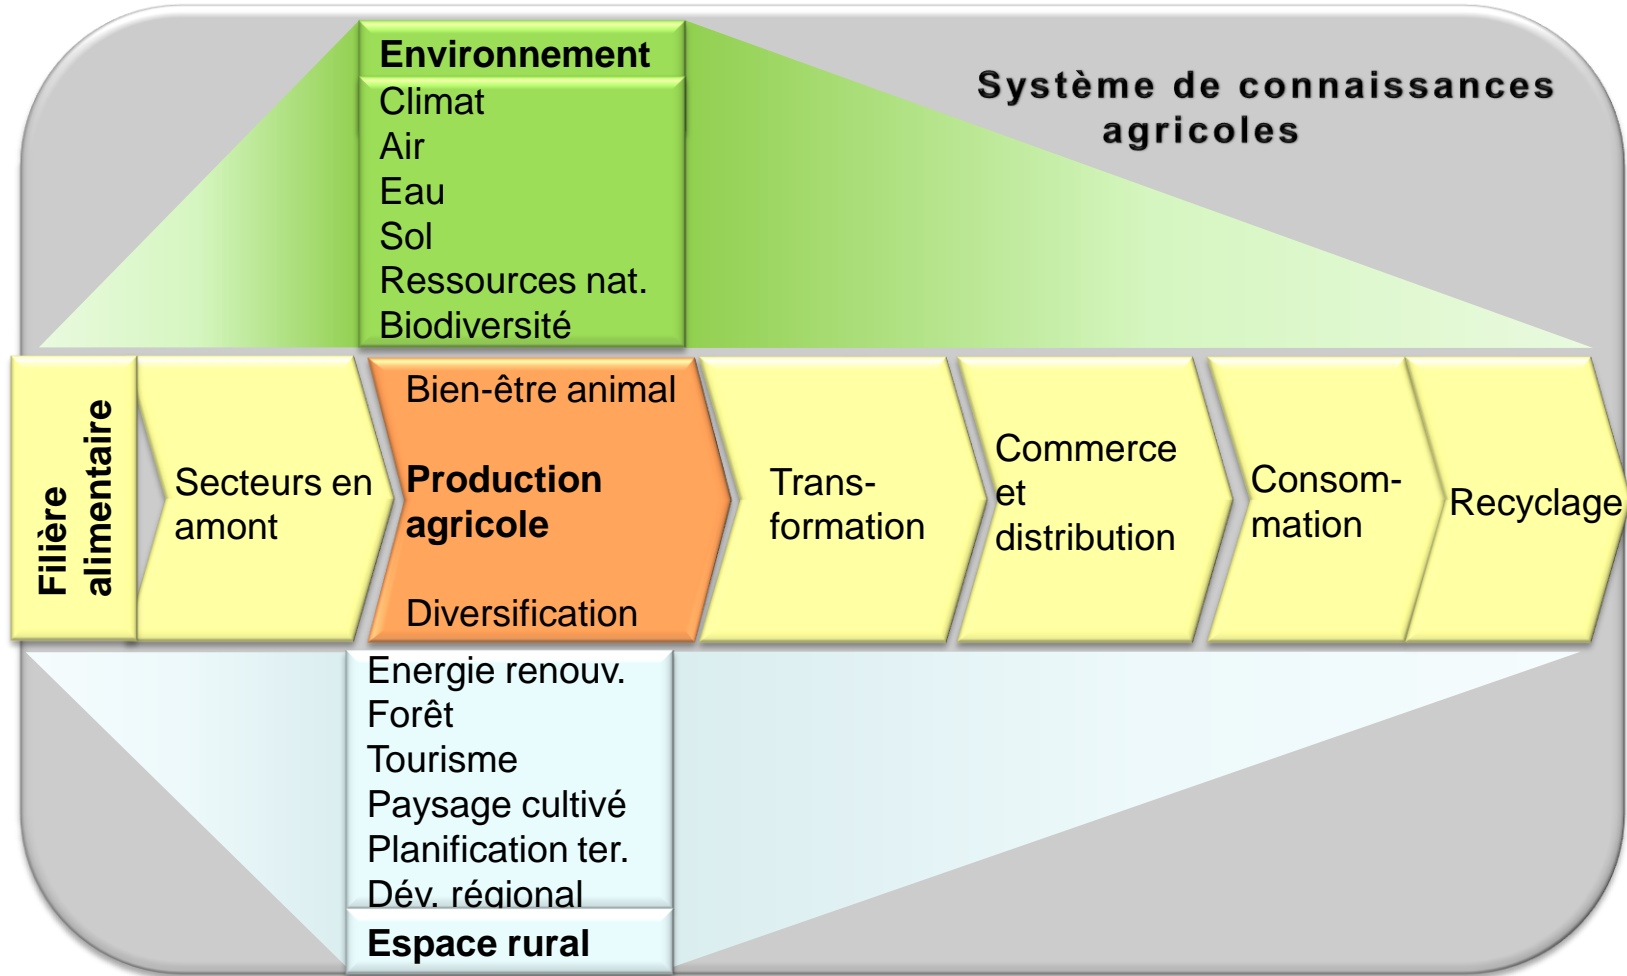 Environnement
Climat
Air
Eau
Sol
Ressources nat.
Biodiversité
Système de connaissances
agricoles
Filière
alimentaire
Secteurs en
amont
Bien-être animal
Production
agricole
Diversification
Trans-
formation
Commerce
et
distribution
Consom-
mation
Recyclage
Energie renouv.
Forêt
Tourisme
Paysage cultivé
Planification ter.
Dév. régional
Espace rural